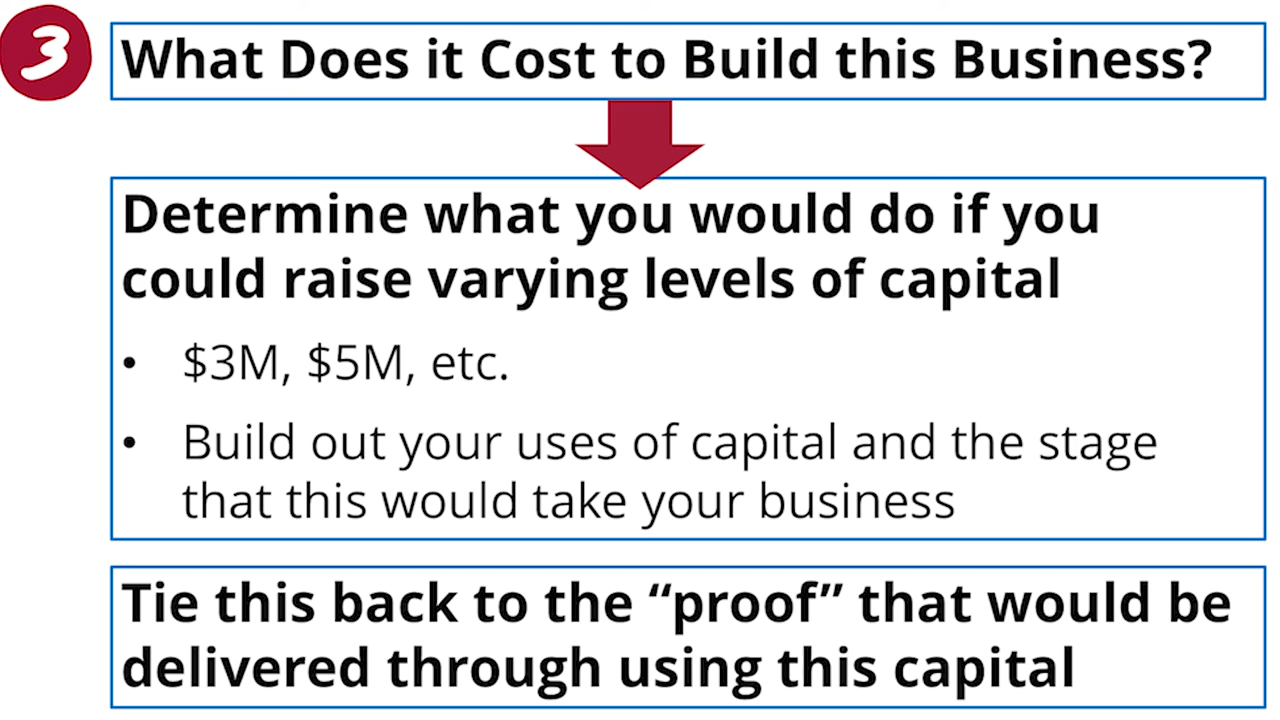 3
What Does it Cost to Build this Business?
Determine what you would do if you
could raise varying levels of capital
• $3M, $5M, etc.
• Build out your uses of capital and the stage
that this would take your business
Tie this back to the “proof” that would be
delivered through using this capital